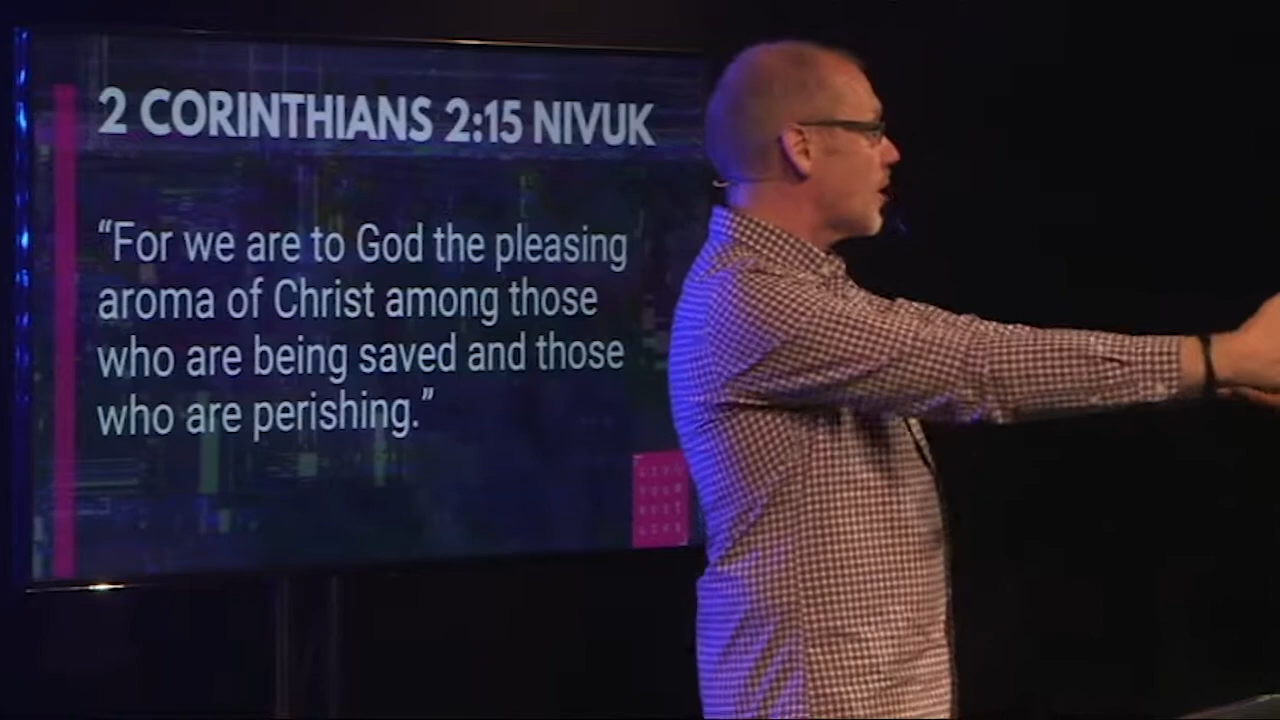 2 CORINTHIANS 2:15 NIVUK
“For we are to God the pleasing
aroma of Christ among those
who are being saved and those
who are perishing.”
YOUR